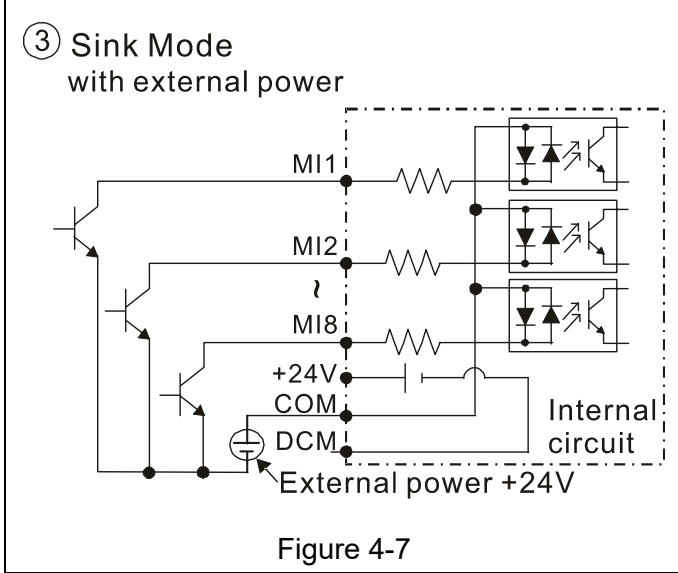 ③ Sink Mode
with external power
MI1
MI2
~
MI8
+24V
COM
DCM
Internal
circuit
External power +24V
Figure 4-7